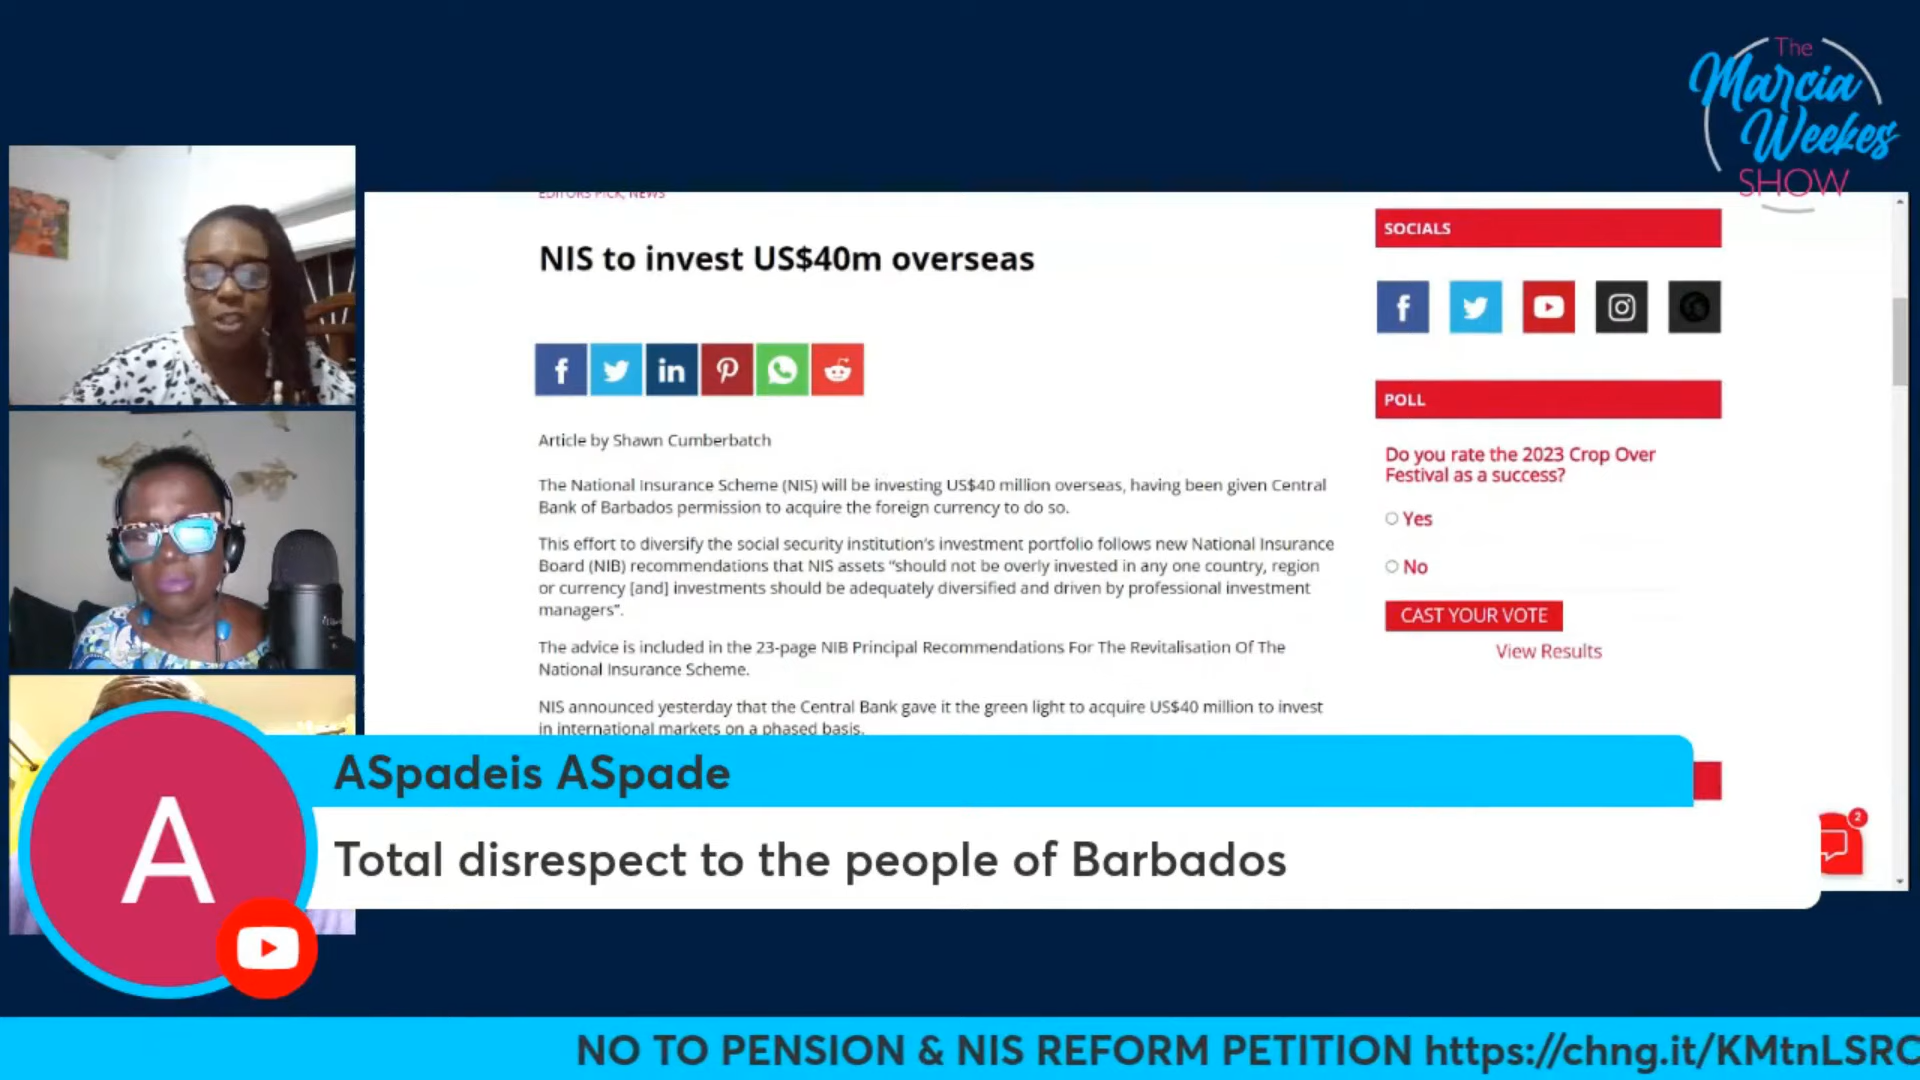 The
Marcia
Weekes
SHOW
EDITORS PICK, NEWS
NIS to invest US$40m overseas
Article by Shawn Cumberbatch
The National Insurance Scheme (NIS) will be investing US$40 million overseas, having been given Central
Bank of Barbados permission to acquire the foreign currency to do so.
This effort to diversify the social security institution's investment portfolio follows new National Insurance
Board (NIB) recommendations that NIS assets “should not be overly invested in any one country, region
or currency [and] investments should be adequately diversified and driven by professional investment
managers”.
The advice is included in the 23-page NIB Principal Recommendations For The Revitalisation Of The
National Insurance Scheme.
NIS announced yesterday that the Central Bank gave it the green light to acquire US$40 million to invest
in international markets on a phased basis.
SOCIALS
POLL
Do you rate the 2023 Crop Over
Festival as a success?
Yes
No
CAST YOUR VOTE
View Results
2
A
ASpadeis ASpade
Total disrespect to the people of Barbados
NO TO PENSION & NIS REFORM PETITION https://chng.it/KMtnLSRC